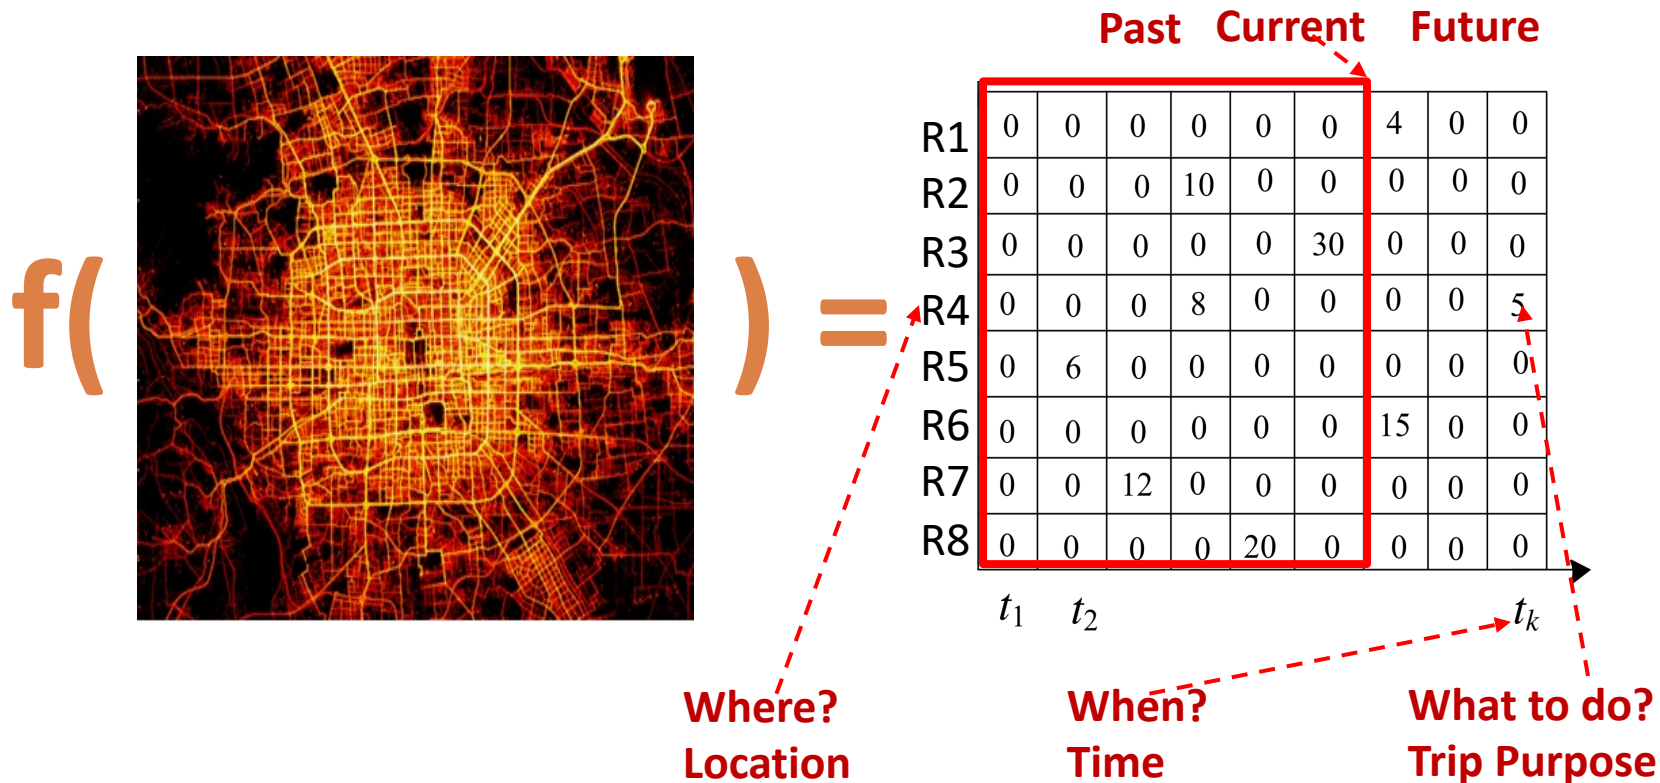 Past Current Future
f( ) =
R1 0 0 0 0 0 0 4 0 0
R2 0 0 0 10 0 0 0 0 0
R3 0 0 0 0 0 30 0 0 0
R4 0 0 0 8 0 0 0 0 5
R5 0 6 0 0 0 0 0 0 0
R6 0 0 0 0 0 0 15 0 0
R7 0 0 12 0 0 0 0 0 0
R8 0 0 0 0 20 0 0 0 0
t1 t2 tk
Where? When? What to do?
Location Time Trip Purpose